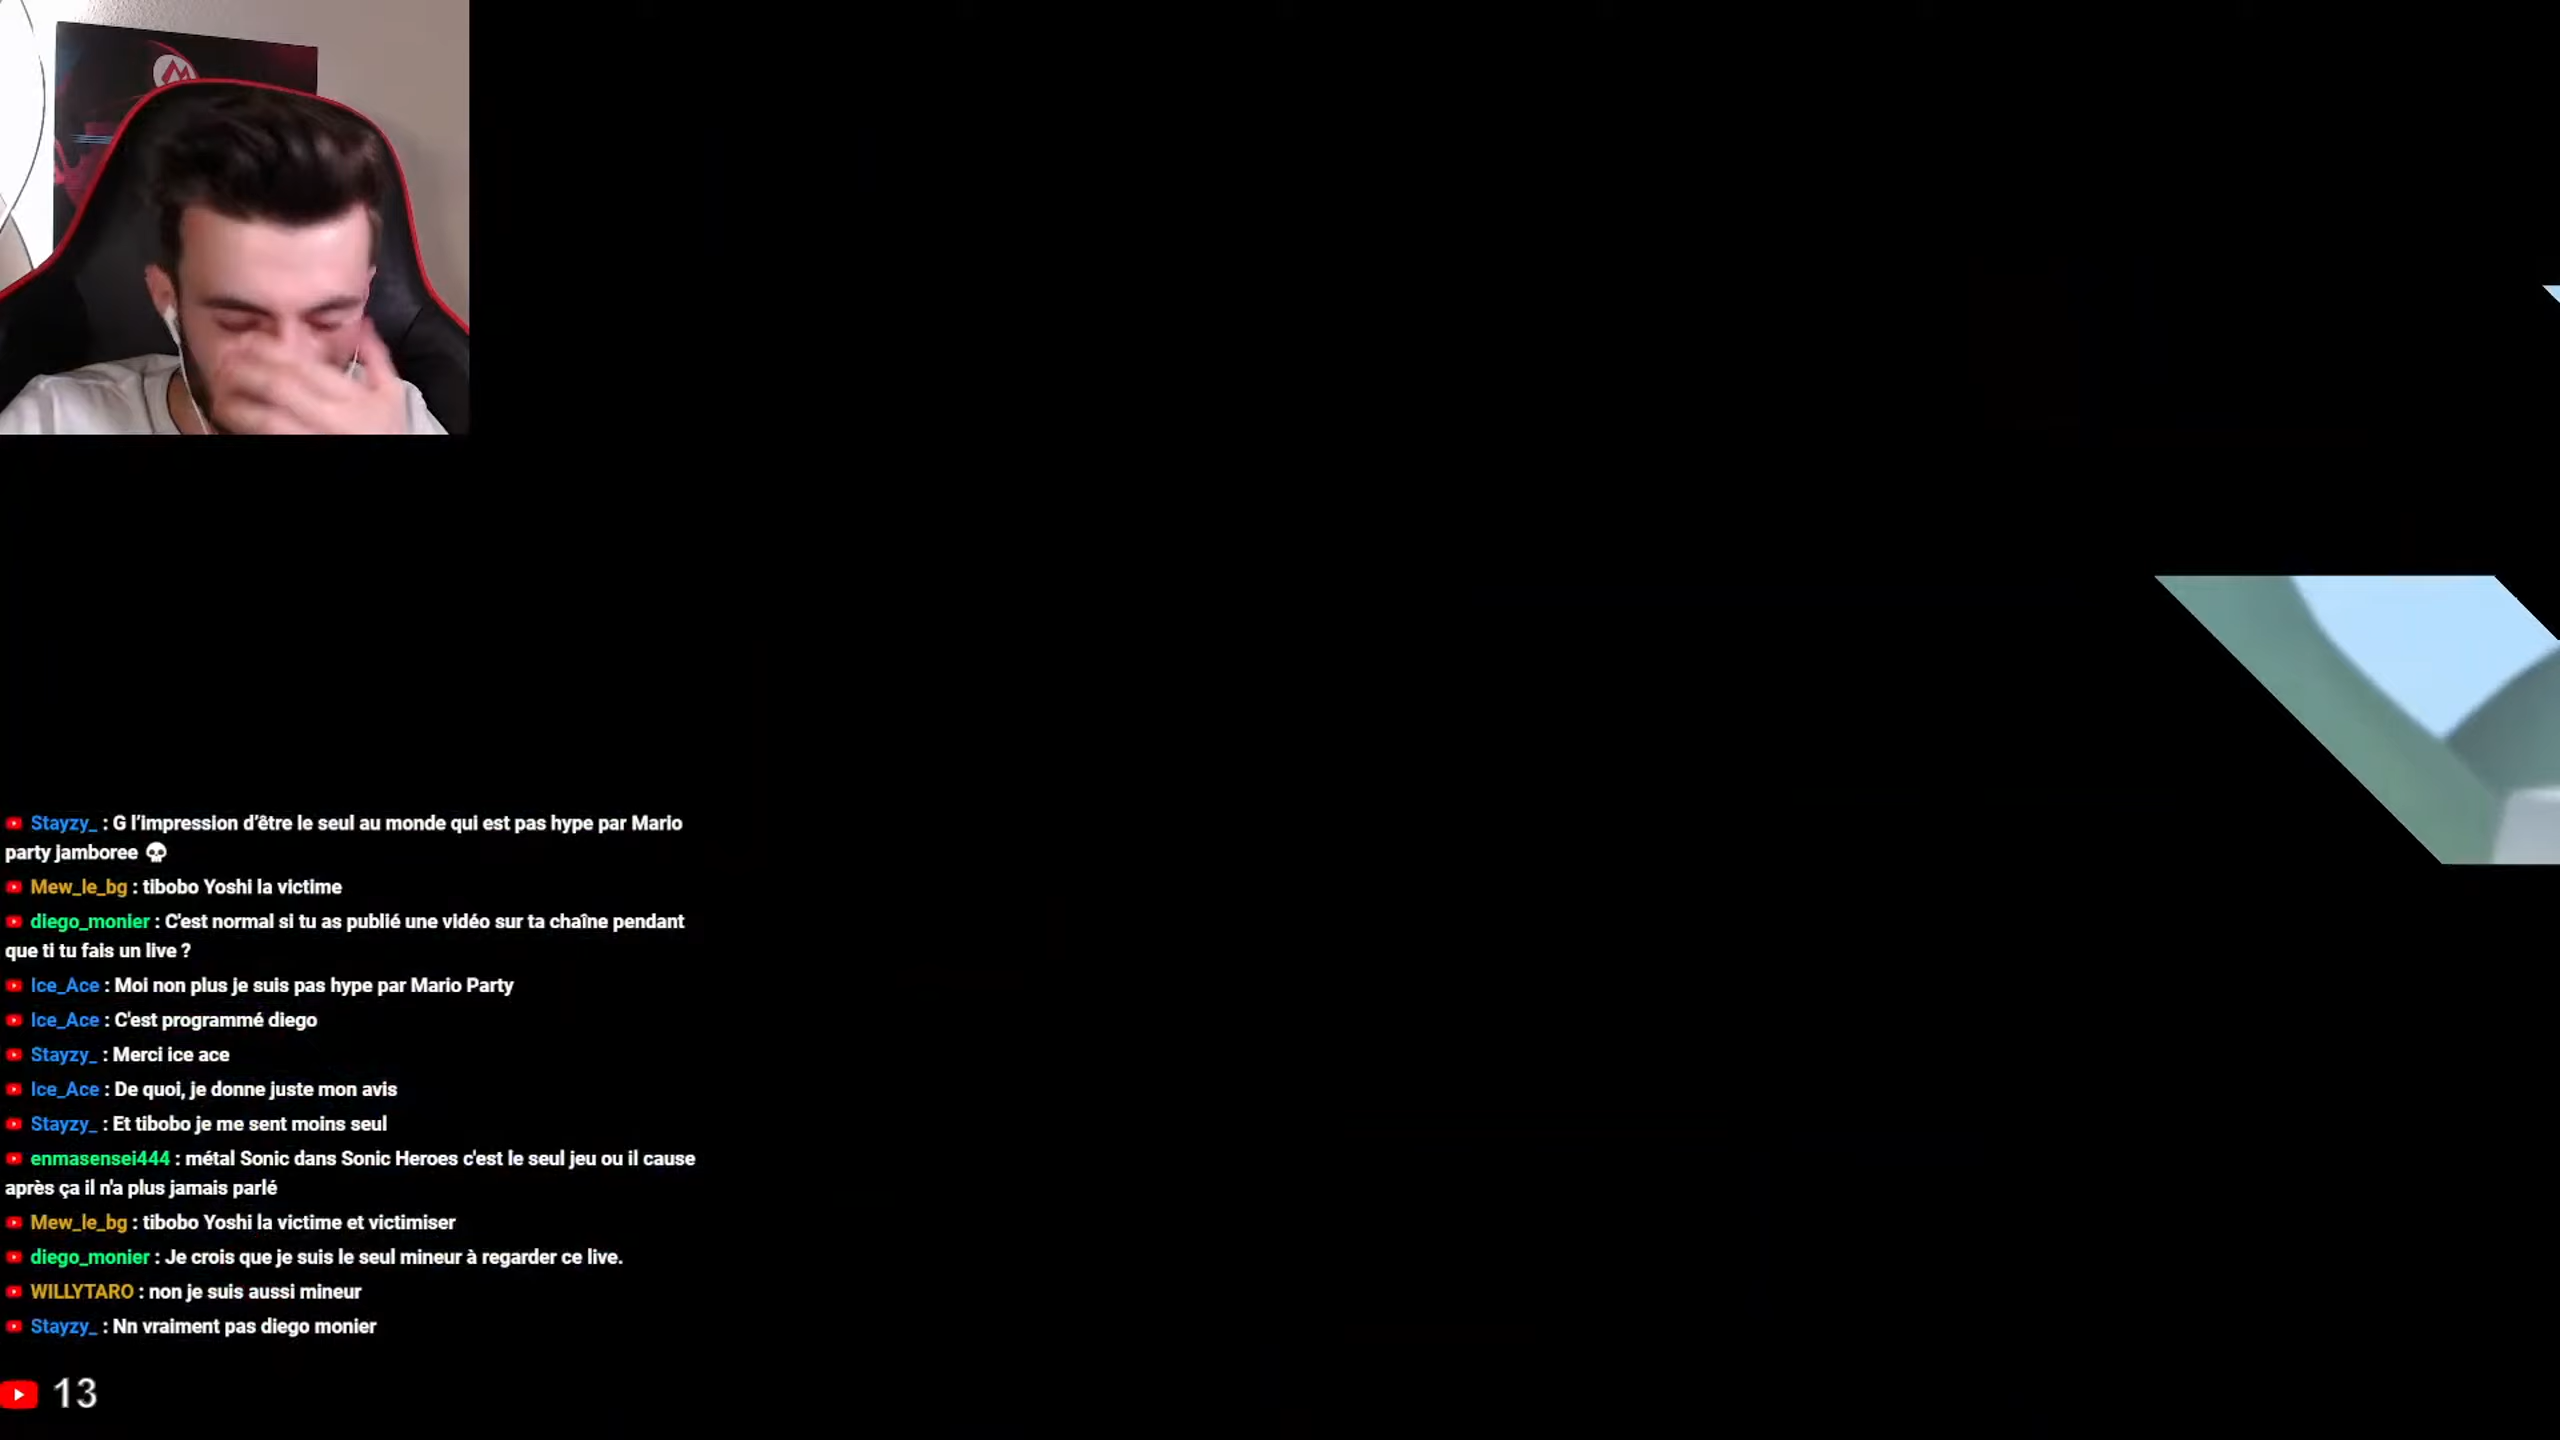 Stayzy_ : G l’impression d’être le seul au monde qui est pas hype par Mario
party jamboree 💀
Mew_le_bg : tibobo Yoshi la victime
diego_monier : C'est normal si tu as publié une vidéo sur ta chaîne pendant
que ti tu fais un live ?
Ice_Ace : Moi non plus je suis pas hype par Mario Party
Ice_Ace : C'est programmé diego
Stayzy_ : Merci ice ace
Ice_Ace : De quoi, je donne juste mon avis
Stayzy_ : Et tibobo je me sent moins seul
enmasensei444 : métal Sonic dans Sonic Heroes c'est le seul jeu ou il cause
après ça il n'a plus jamais parlé
Mew_le_bg : tibobo Yoshi la victime et victimiser
diego_monier : Je crois que je suis le seul mineur à regarder ce live.
WILLYTARO : non je suis aussi mineur
Stayzy_ : Nn vraiment pas diego monier
13